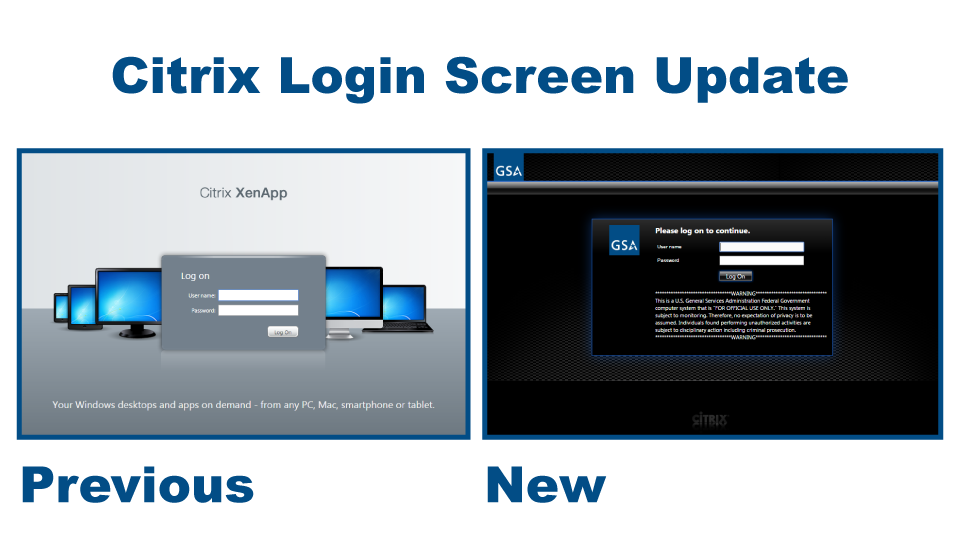 Citrix Login Screen Update
Citrix XenApp
Log on
User name:
Password:
Log On
Your Windows desktops and apps on demand - from any PC, Mac, smartphone or tablet.
Previous
GSA
GSA
Please log on to continue.
User name
Password
Log On
************************************WARNING************************************
This is a U.S. General Services Administration Federal Government
computer system that is "FOR OFFICIAL USE ONLY." This system is
subject to monitoring. Therefore, no expectation of privacy is to be
assumed. Individuals found performing unauthorized activities are
subject to disciplinary action including criminal prosecution.
************************************WARNING************************************
CITRIX
New